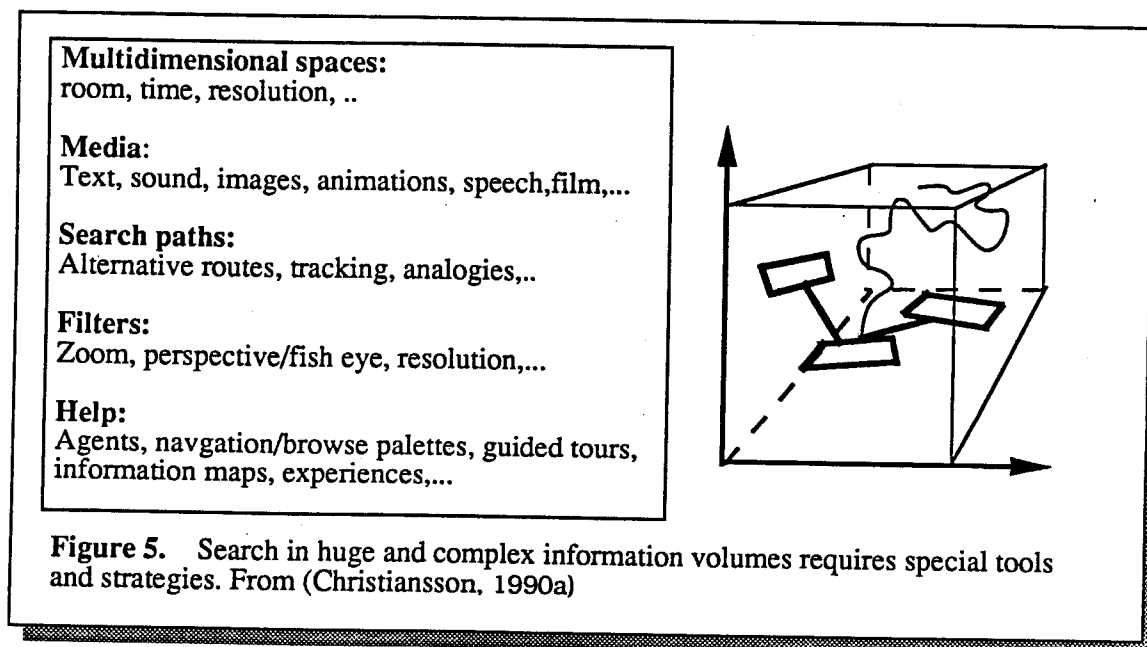 Multidimensional spaces:
room, time, resolution, ..
Media:
Text, sound, images, animations, speech,film,...
Search paths:
Alternative routes, tracking, analogies,..
Filters:
Zoom, perspective/fish eye, resolution,...
Help:
Agents, navgation/browse palettes, guided tours,
information maps, experiences,...
Figure 5. Search in huge and complex information volumes requires special tools
and strategies. From (Christiansson, 1990a)